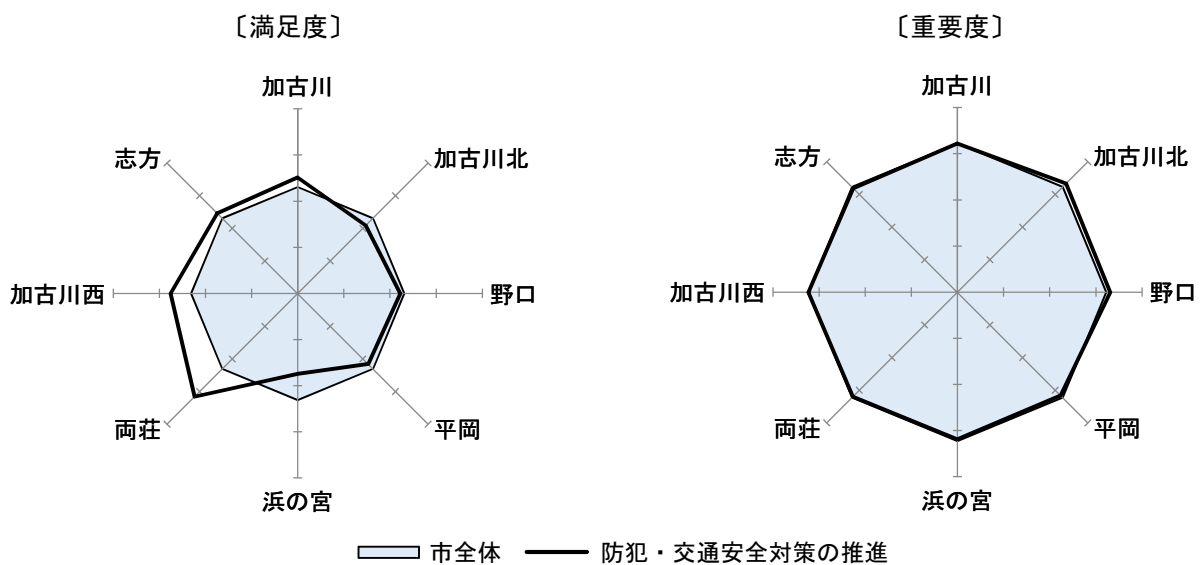 〔満足度〕
加古川
加古川北
野口
平岡
浜の宮
両荘
加古川西
志方
〔重要度〕
加古川
加古川北
野口
平岡
浜の宮
両荘
加古川西
志方
市全体
防犯・交通安全対策の推進